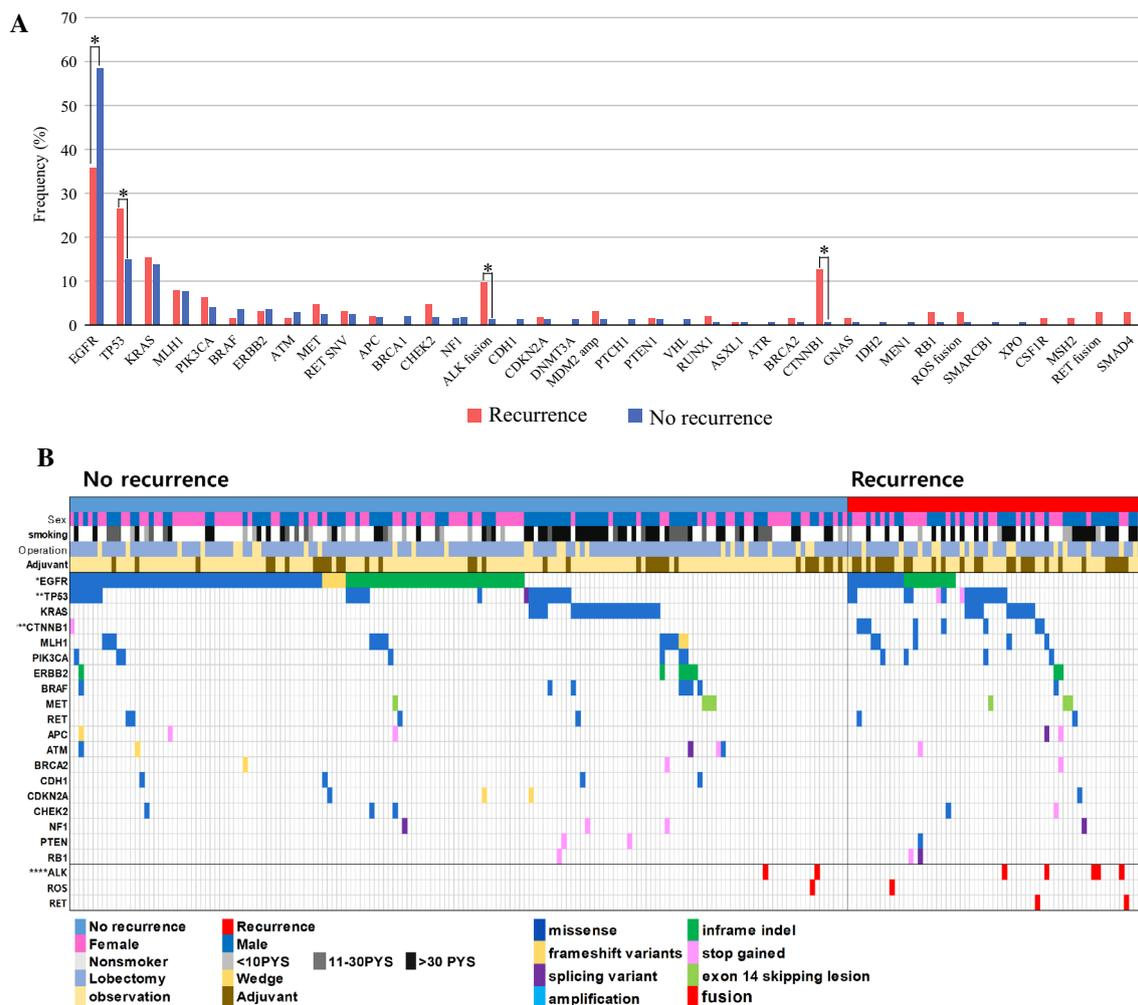 A
70
60
50
40
30
20
10
0
Frequency (%)
*
*
*
*
EGFR
TP53
KRAS
MLH1
PIK3CA
BRAF
ERBB2
ATM
MET
RET SNV
APC
BRCA1
CHEK2
NF1
ALK fusion
CDH1
CDKN2A
DNMT3A
MDM2 amp
PTCH1
PTEN1
VHL
RUNX1
ASXL1
ATR
BRCA2
CTNNB1
GNAS
IDH2
MEN1
RB1
ROS fusion
SMARCB1
XPO
CSF1R
MSH2
RET fusion
SMAD4
Recurrence No recurrence
B
No recurrence Recurrence
Sex
smoking
Operation
Adjuvant
*EGFR
**TP53
KRAS
***CTNNB1
MLH1
PIK3CA
ERBB2
BRAF
MET
RET
APC
ATM
BRCA2
CDH1
CDKN2A
CHEK2
NF1
PTEN
RB1
****ALK
ROS
RET
No recurrence Recurrence missense inframe indel
Female Male frameshift variants stop gained
Nonsmoker <10PYS 11-30PYS >30 PYS splicing variant exon 14 skipping lesion
Lobectomy Wedge amplification fusion
observation Adjuvant